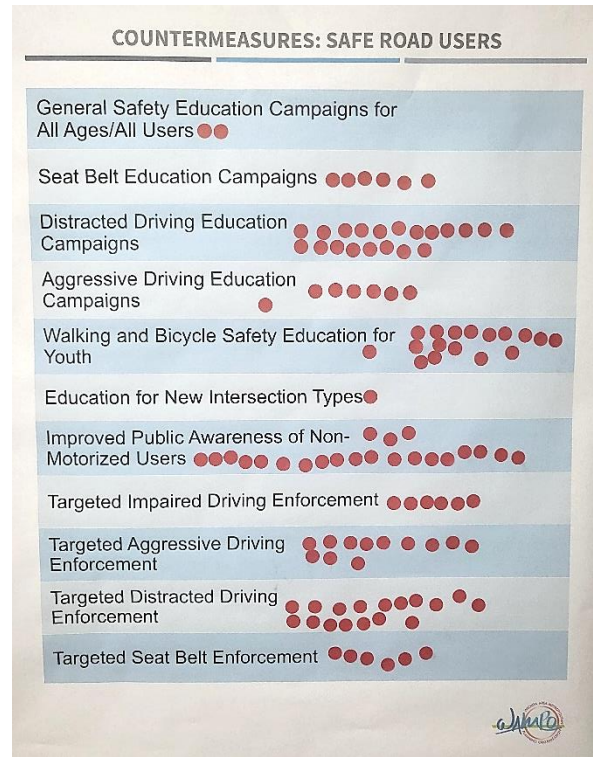 COUNTERMEASURES: SAFE ROAD USERS
General Safety Education Campaigns for
All Ages/All Users
Seat Belt Education Campaigns
Distracted Driving Education
Campaigns
Aggressive Driving Education
Campaigns
Walking and Bicycle Safety Education for
Youth
Education for New Intersection Types
Improved Public Awareness of Non-
Motorized Users
Targeted Impaired Driving Enforcement
Targeted Aggressive Driving
Enforcement
Targeted Distracted Driving
Enforcement
Targeted Seat Belt Enforcement
WAMPO